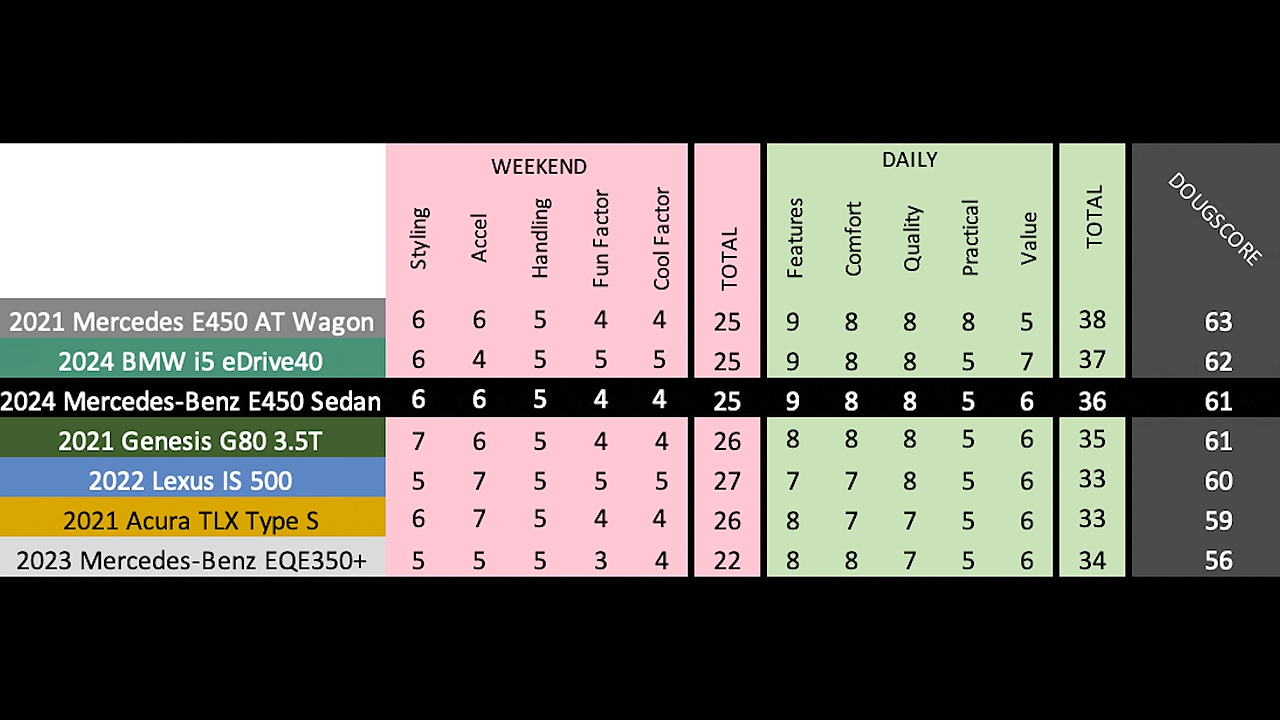 WEEKEND DAILY
Styling Accel Handling Fun Factor Cool Factor TOTAL Features Comfort Quality Practical Value TOTAL DOUGSCORE
2021 Mercedes E450 AT Wagon 6 6 5 4 4 25 9 8 8 8 5 38 63
2024 BMW i5 eDrive40 6 4 5 5 5 25 9 8 8 5 7 37 62
2024 Mercedes-Benz E450 Sedan 6 6 5 4 4 25 9 8 8 5 6 36 61
2021 Genesis G80 3.5T 7 6 5 4 4 26 8 8 8 5 6 35 61
2022 Lexus IS 500 5 7 5 5 5 27 7 7 8 5 6 33 60
2021 Acura TLX Type S 6 7 5 4 4 26 8 7 7 5 6 33 59
2023 Mercedes-Benz EQE350+ 5 5 5 3 4 22 8 8 7 5 6 34 56